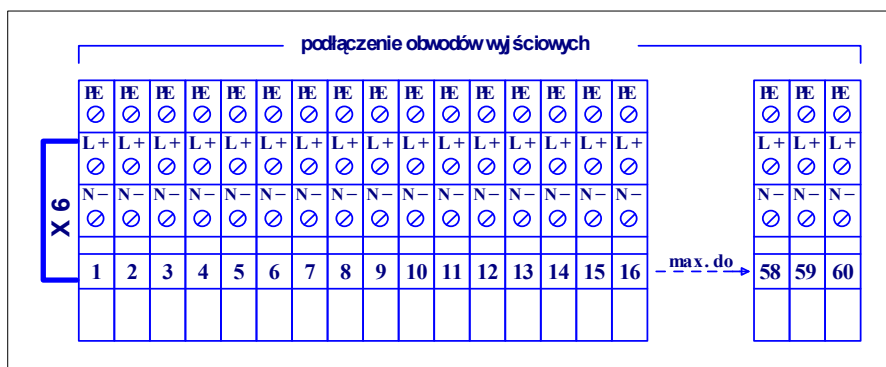 podłączenie obwodów wyjściowych
PE PE PE PE PE PE PE PE PE PE PE PE PE PE PE PE PE PE PE
L+ L+ L+ L+ L+ L+ L+ L+ L+ L+ L+ L+ L+ L+ L+ L+ L+ L+ L+
N− N− N− N− N− N− N− N− N− N− N− N− N− N− N− N− N− N− N−
X 6
1 2 3 4 5 6 7 8 9 10 11 12 13 14 15 16 max. do 58 59 60